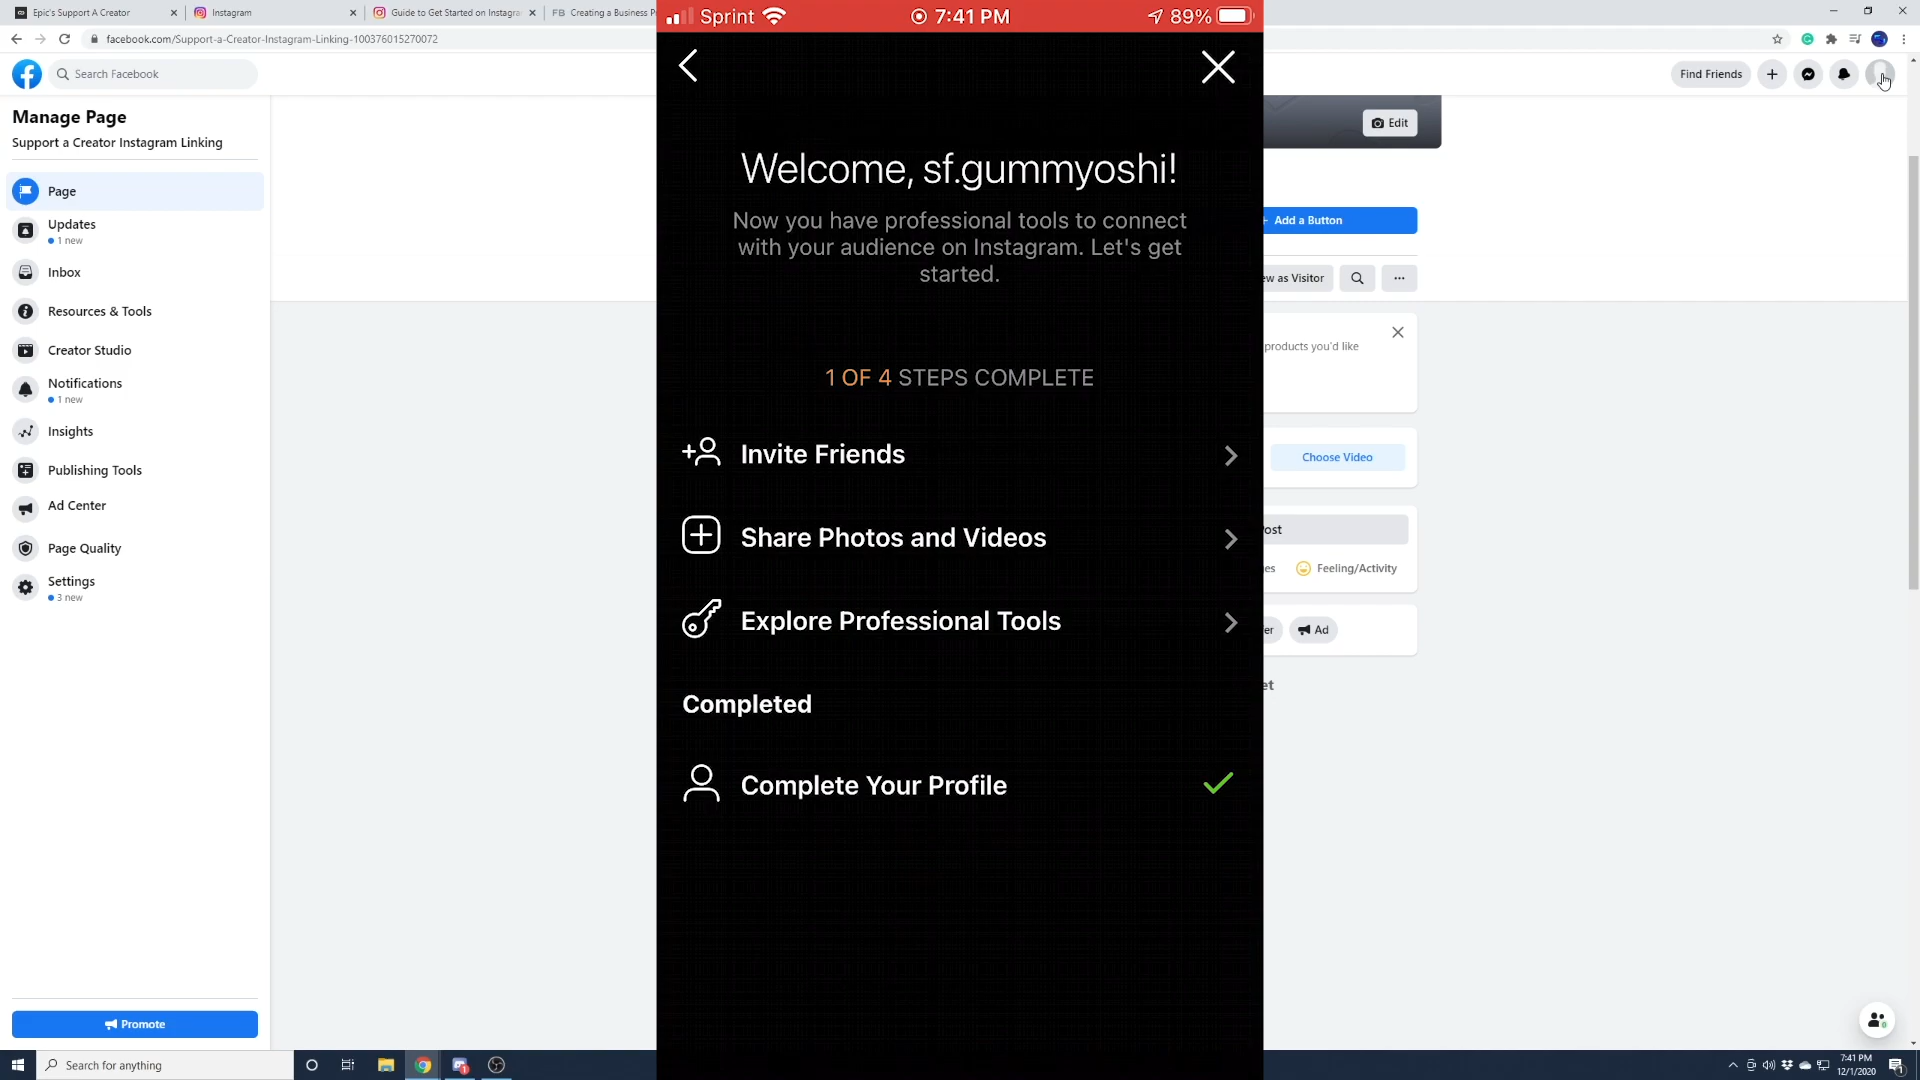 Epic's Support A Creator
Instagram
Guide to Get Started on Instagra
FB Creating a Business P
facebook.com/Support-a-Creator-Instagram-Linking-100376015270072
Search Facebook
Find Friends
Manage Page
Support a Creator Instagram Linking
Page
Updates
1 new
Inbox
Resources & Tools
Creator Studio
Notifications
1 new
Insights
Publishing Tools
Ad Center
Page Quality
Settings
3 new
Promote
Sprint
7:41 PM
89%
Welcome, sf.gummyoshi!
Now you have professional tools to connect
with your audience on Instagram. Let's get
started.
1 OF 4 STEPS COMPLETE
Invite Friends
Share Photos and Videos
Explore Professional Tools
Completed
Complete Your Profile
Edit
Add a Button
ew as Visitor
products you'd like
Choose Video
Post
es
Feeling/Activity
er
Ad
et
Search for anything
7:41 PM
12/1/2020